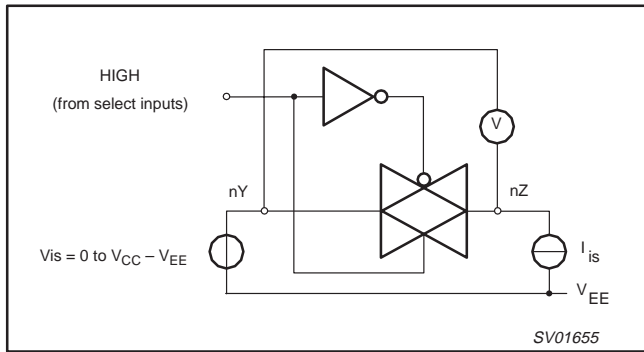 HIGH
(from select inputs)
V
nY
nZ
Vis = 0 to VCC – VEE
Iis
VEE
SV01655